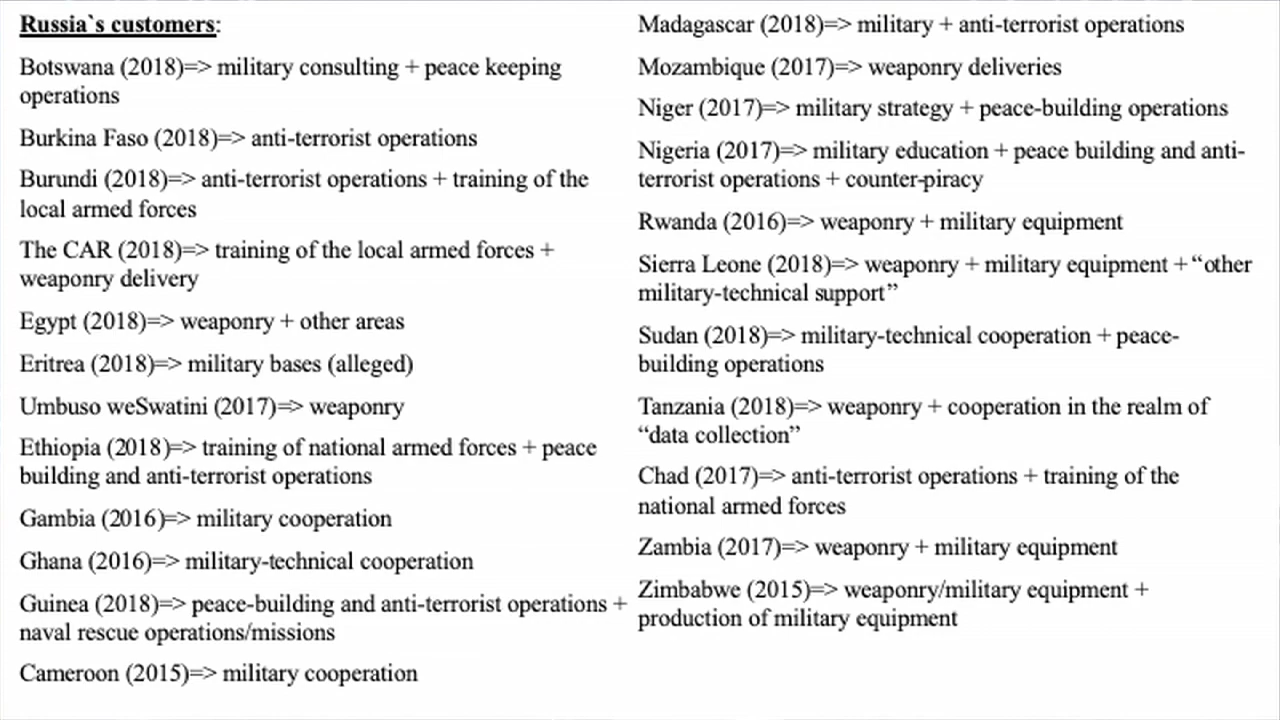 Russia`s customers:
Botswana (2018)=> military consulting + peace keeping
operations
Burkina Faso (2018)=> anti-terrorist operations
Burundi (2018)=> anti-terrorist operations + training of the
local armed forces
The CAR (2018)=> training of the local armed forces +
weaponry delivery
Egypt (2018)=> weaponry + other areas
Eritrea (2018)=> military bases (alleged)
Umbuso weSwatini (2017)=> weaponry
Ethiopia (2018)=> training of national armed forces + peace
building and anti-terrorist operations
Gambia (2016)=> military cooperation
Ghana (2016)=> military-technical cooperation
Guinea (2018)=> peace-building and anti-terrorist operations +
naval rescue operations/missions
Cameroon (2015)=> military cooperation
Madagascar (2018)=> military + anti-terrorist operations
Mozambique (2017)=> weaponry deliveries
Niger (2017)=> military strategy + peace-building operations
Nigeria (2017)=> military education + peace building and anti-
terrorist operations + counter-piracy
Rwanda (2016)=> weaponry + military equipment
Sierra Leone (2018)=> weaponry + military equipment + “other
military-technical support”
Sudan (2018)=> military-technical cooperation + peace-
building operations
Tanzania (2018)=> weaponry + cooperation in the realm of
“data collection”
Chad (2017)=> anti-terrorist operations + training of the
national armed forces
Zambia (2017)=> weaponry + military equipment
Zimbabwe (2015)=> weaponry/military equipment +
production of military equipment